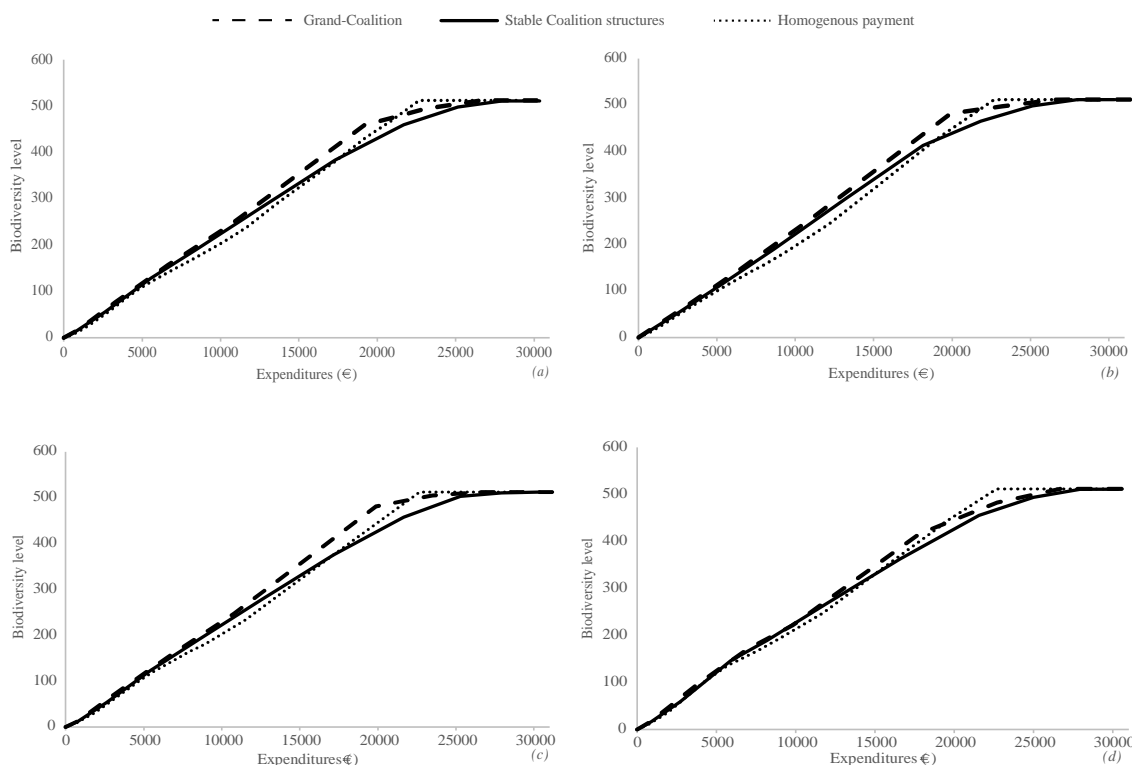 Grand-Coalition Stable Coalition structures Homogenous payment
600
500
400
300
200
100
0
Biodiversity level
0 5000 10000 15000 20000 25000 30000
Expenditures (€)
(a)
600
500
400
300
200
100
0
Biodiversity level
0 5000 10000 15000 20000 25000 30000
Expenditures (€)
(b)
600
500
400
300
200
100
0
Biodiversity level
0 5000 10000 15000 20000 25000 30000
Expenditures€)
(c)
600
500
400
300
200
100
0
Biodiversity level
0 5000 10000 15000 20000 25000 30000
Expenditures €)
(d)